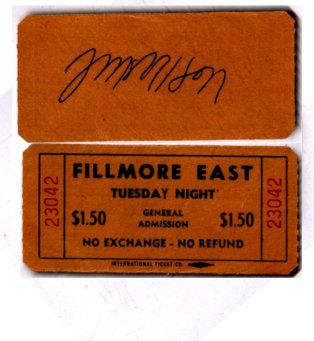 FILLMORE EAST
TUESDAY NIGHT
23042 $1.50 GENERAL ADMISSION $1.50 23042
NO EXCHANGE - NO REFUND
INTERNATIONAL TICKET CO.